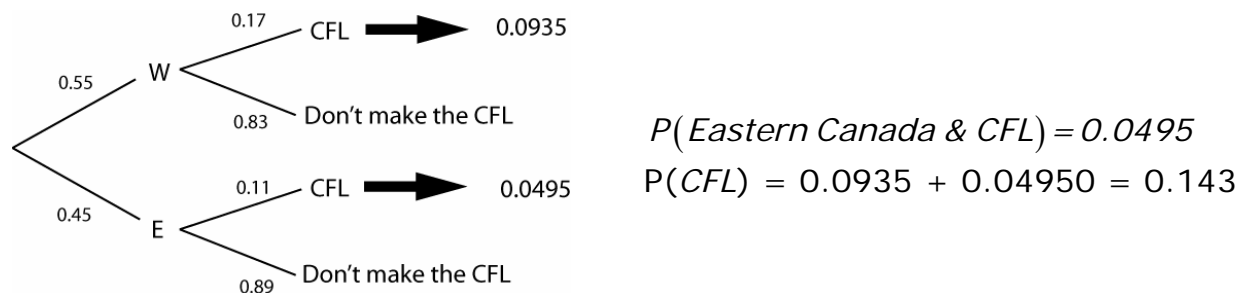 0.17
CFL
0.0935
0.55
W
0.83
Don't make the CFL
0.11
CFL
0.0495
0.45
E
0.89
Don't make the CFL
P(Eastern Canada & CFL) = 0.0495
P(CFL) = 0.0935 + 0.04950 = 0.143